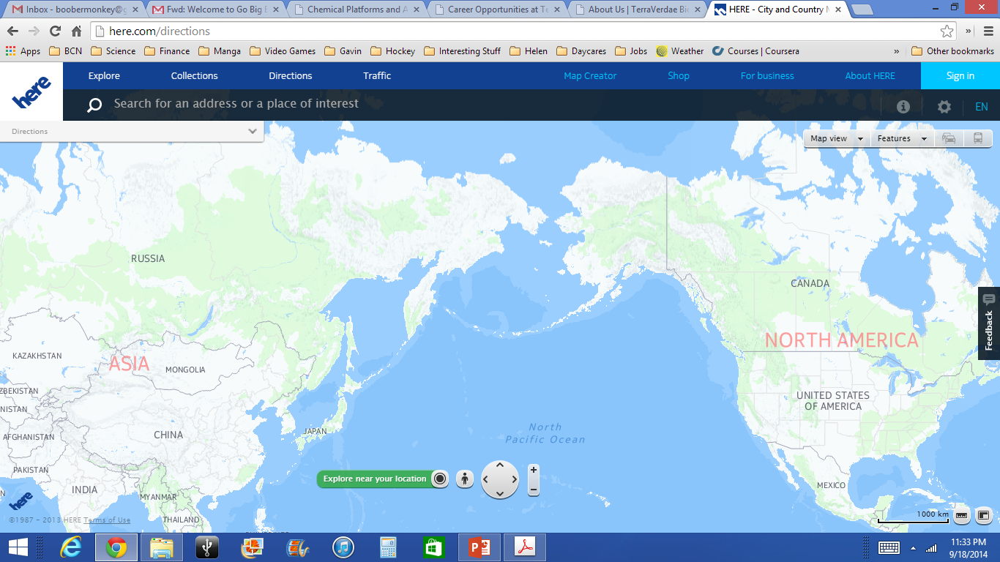 Inbox - boobermonkey@g
Fwd: Welcome to Go Big B
Chemical Platforms and A
Career Opportunities at Te
About Us | TerraVerdae Bi
HERE - City and Country M
here.com/directions
Apps
BCN
Science
Finance
Manga
Video Games
Gavin
Hockey
Interesting Stuff
Helen
Daycares
Jobs
Weather
Courses | Coursera
»
Other bookmarks
here
Explore
Collections
Directions
Traffic
Map Creator
Shop
For business
About HERE
Sign in
Search for an address or a place of interest
EN
Directions
Map view
Features
RUSSIA
CANADA
Feedback
NORTH AMERICA
KAZAKHSTAN
ASIA
MONGOLIA
ZBEKISTAN
UNITED STATES
OF AMERICA
NISTAN
North
Pacific Ocean
JAPAN
CHINA
AFGHANISTAN
PAKISTAN
Explore near your location
INDIA
MEXICO
MYANMAR
N
here
THAILAND
1000 km
©1987 – 2013 HERE Terms of Use
11:33 PM
9/18/2014